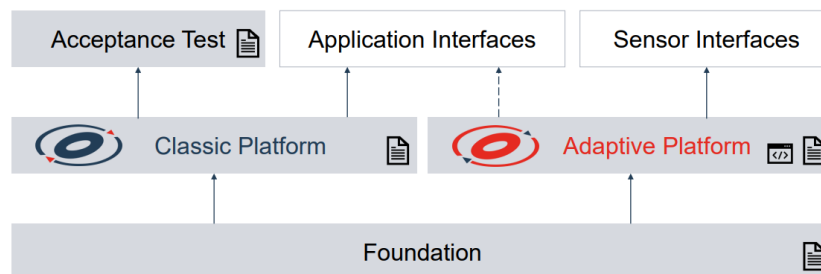 Acceptance Test
Application Interfaces
Sensor Interfaces
Classic Platform
Adaptive Platform
</>
Foundation